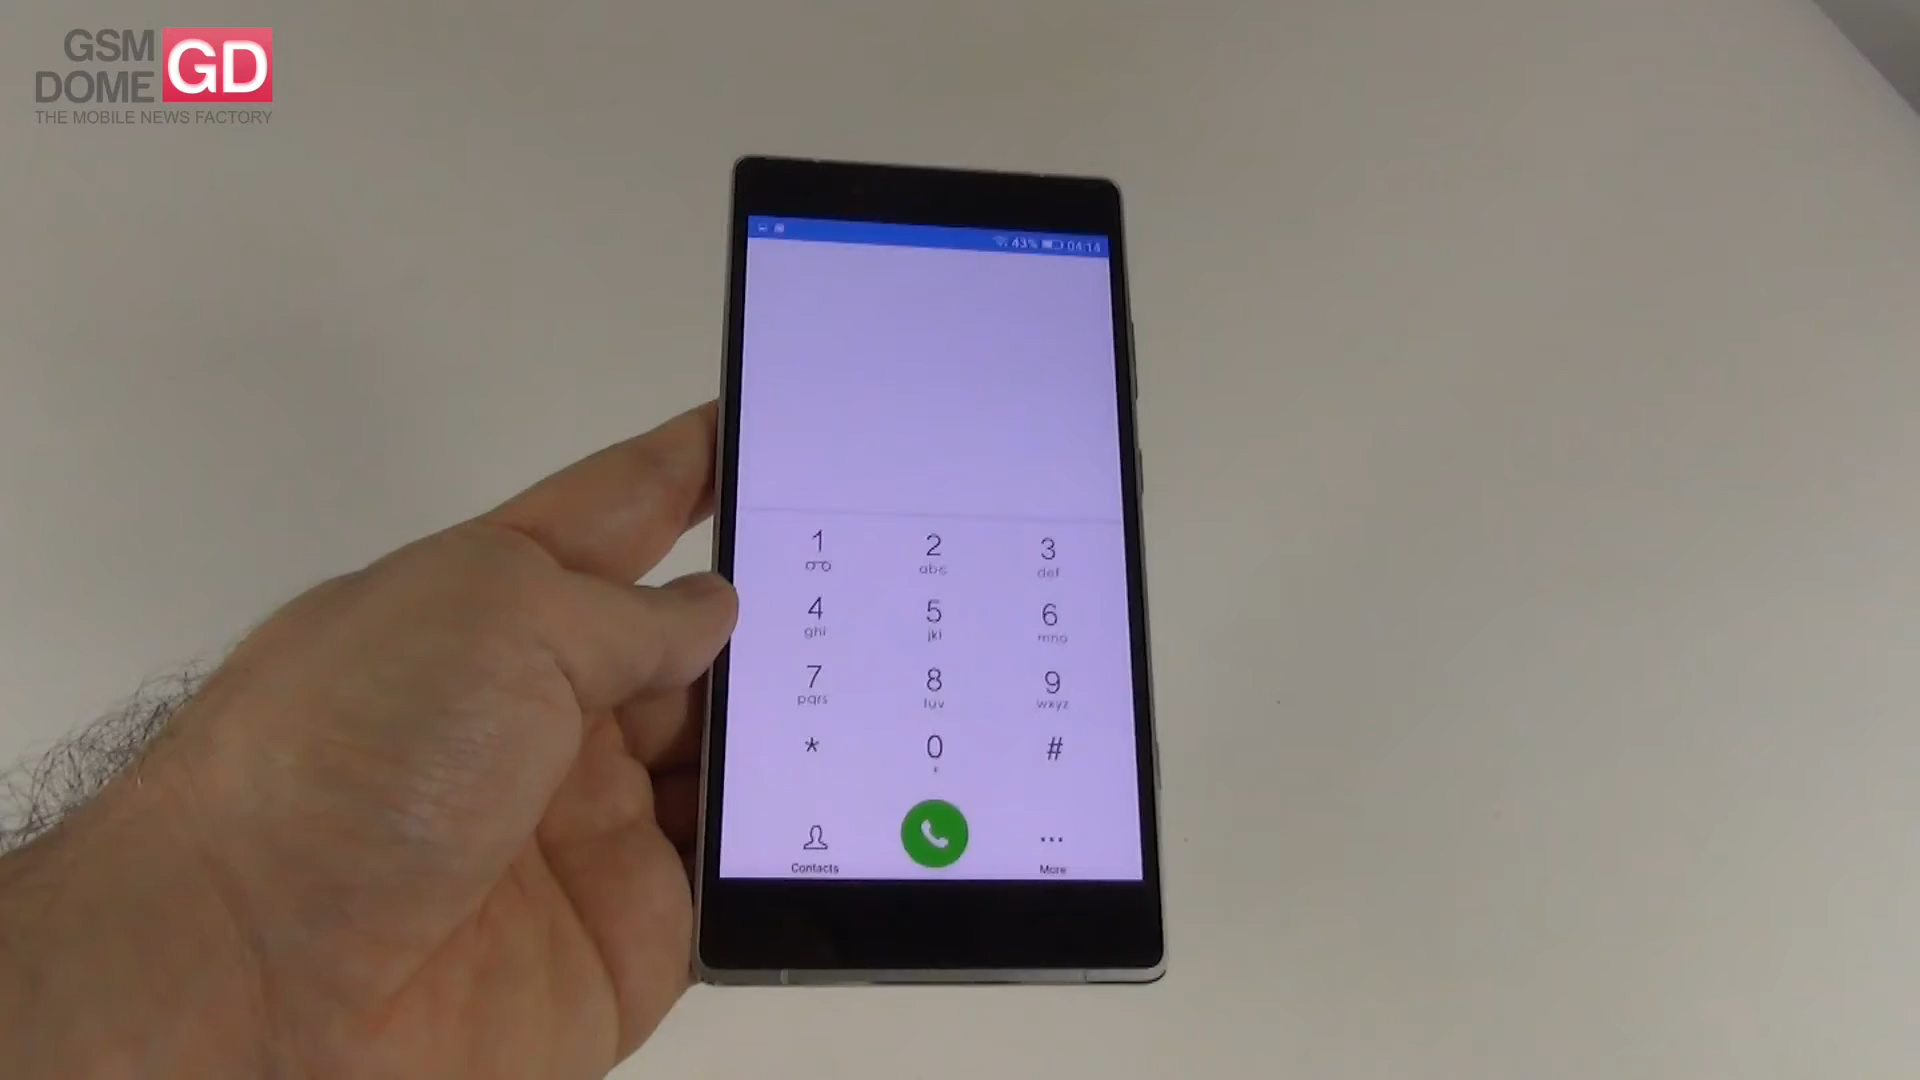 GSM
DOME
GD
THE MOBILE NEWS FACTORY
43% 04:14
1 2 3
abc def
4 5 6
ghi jkl mno
7 8 9
pqrs tuv wxyz
* 0 #
+
Contacts More